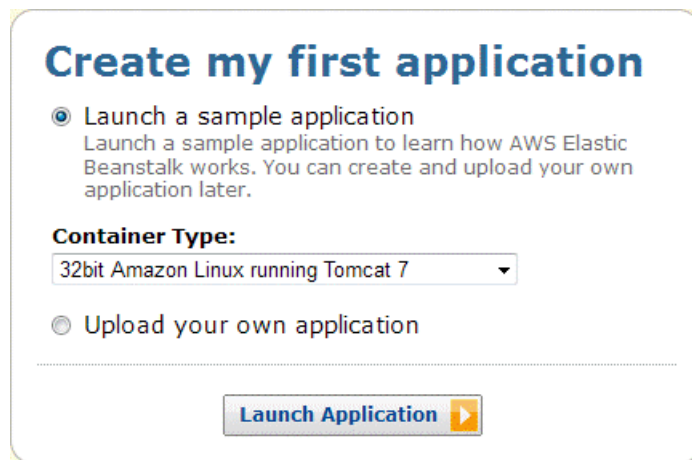 Create my first application
Launch a sample application
Launch a sample application to learn how AWS Elastic
Beanstalk works. You can create and upload your own
application later.
Container Type:
32bit Amazon Linux running Tomcat 7
Upload your own application
Launch Application